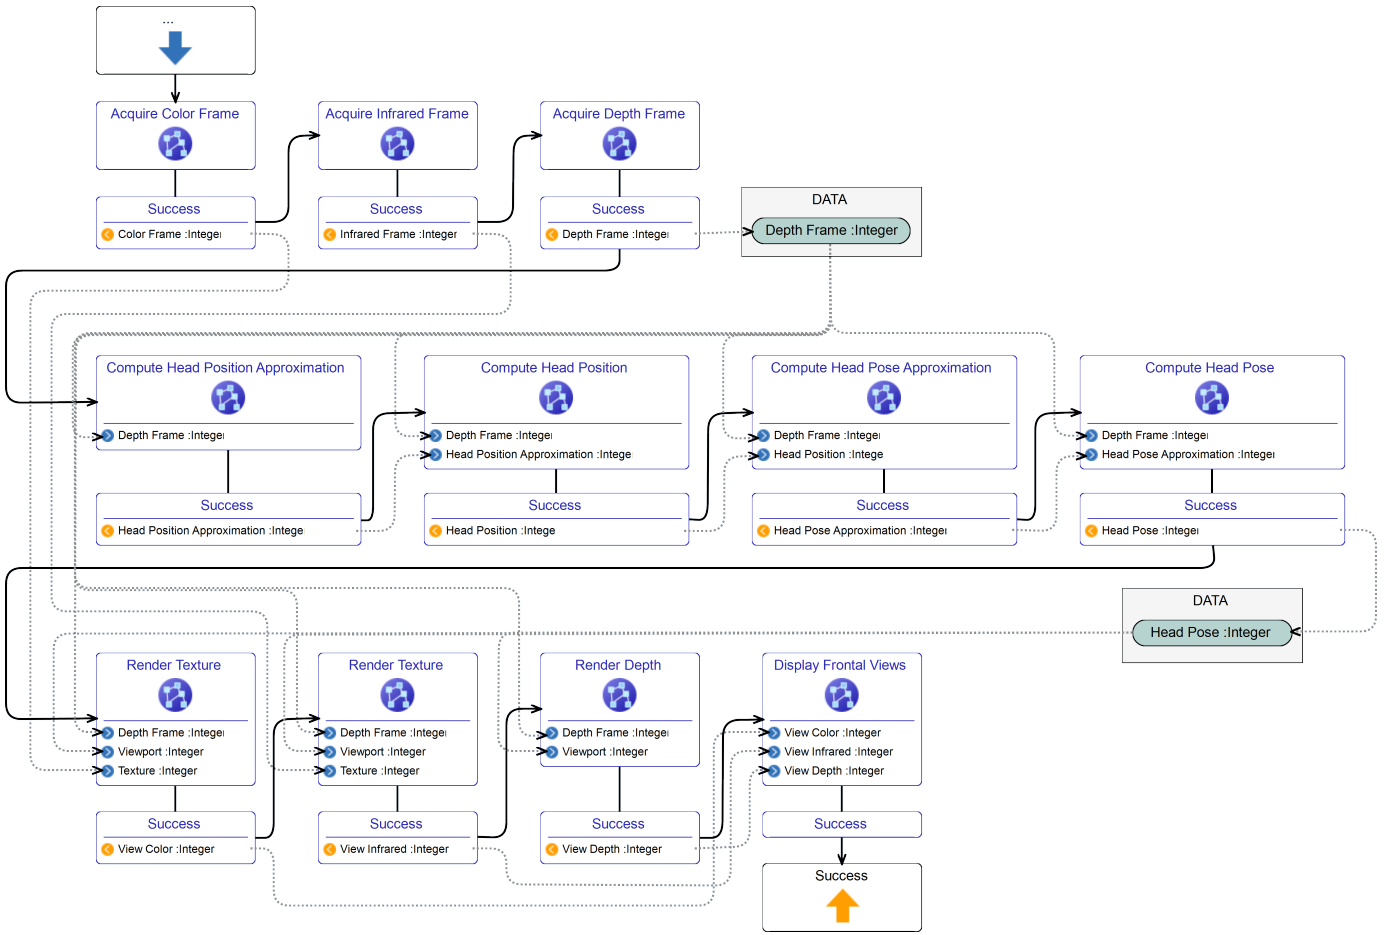 ...
Acquire Color Frame
Acquire Infrared Frame
Acquire Depth Frame
Success
Color Frame :Integer
Success
Infrared Frame :Integer
Success
Depth Frame :Integer
DATA
Depth Frame :Integer
Compute Head Position Approximation
Depth Frame :Integer
Success
Head Position Approximation :Integer
Compute Head Position
Depth Frame :Integer
Head Position Approximation :Integer
Success
Head Position :Intege
Compute Head Pose Approximation
Depth Frame :Integer
Head Position :Intege
Success
Head Pose Approximation :Integer
Compute Head Pose
Depth Frame :Integer
Head Pose Approximation :Integer
Success
Head Pose :Integer
DATA
Head Pose :Integer
Render Texture
Depth Frame :Integer
Viewport :Integer
Texture :Integer
Success
View Color :Integer
Render Texture
Depth Frame :Integer
Viewport :Integer
Texture :Integer
Success
View Infrared :Integer
Render Depth
Depth Frame :Integer
Viewport :Integer
Success
View Depth :Integer
Display Frontal Views
View Color :Integer
View Infrared :Integer
View Depth :Integer
Success
Success